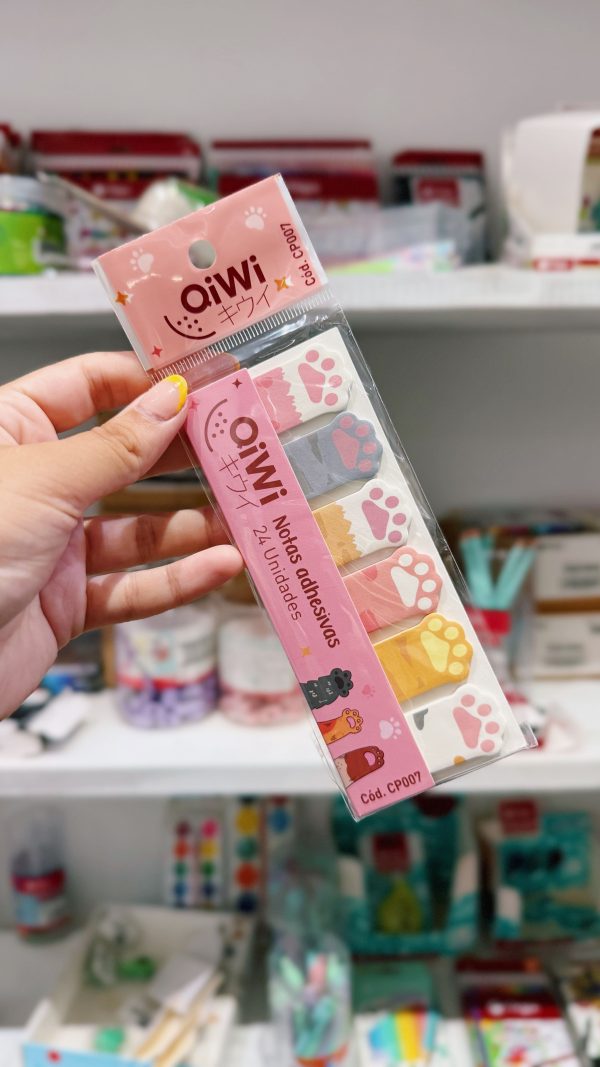 QiWi
キウイ
Cód. CP007
QiWi
キウイ
Notas adhesivas
24 Unidades
Cód. CP007